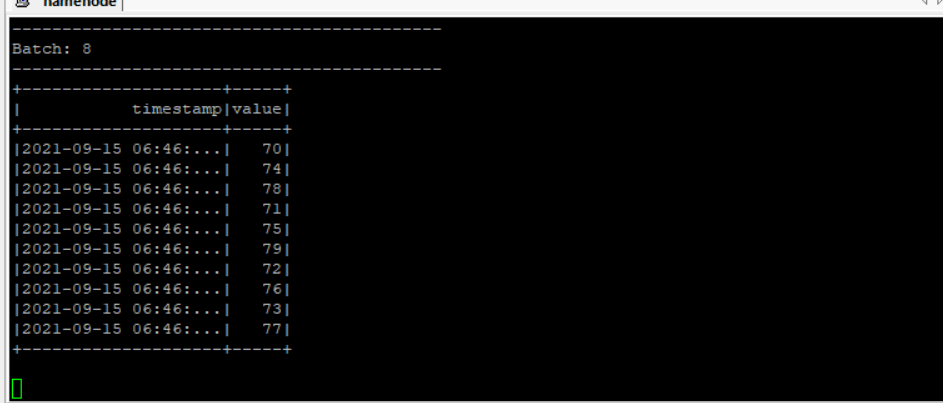 namenode
-------------------------------------------
Batch: 8
-------------------------------------------
+--------------------+-----+
|           timestamp|value|
+--------------------+-----+
|2021-09-15 06:46:...|   70|
|2021-09-15 06:46:...|   74|
|2021-09-15 06:46:...|   78|
|2021-09-15 06:46:...|   71|
|2021-09-15 06:46:...|   75|
|2021-09-15 06:46:...|   79|
|2021-09-15 06:46:...|   72|
|2021-09-15 06:46:...|   76|
|2021-09-15 06:46:...|   73|
|2021-09-15 06:46:...|   77|
+--------------------+-----+